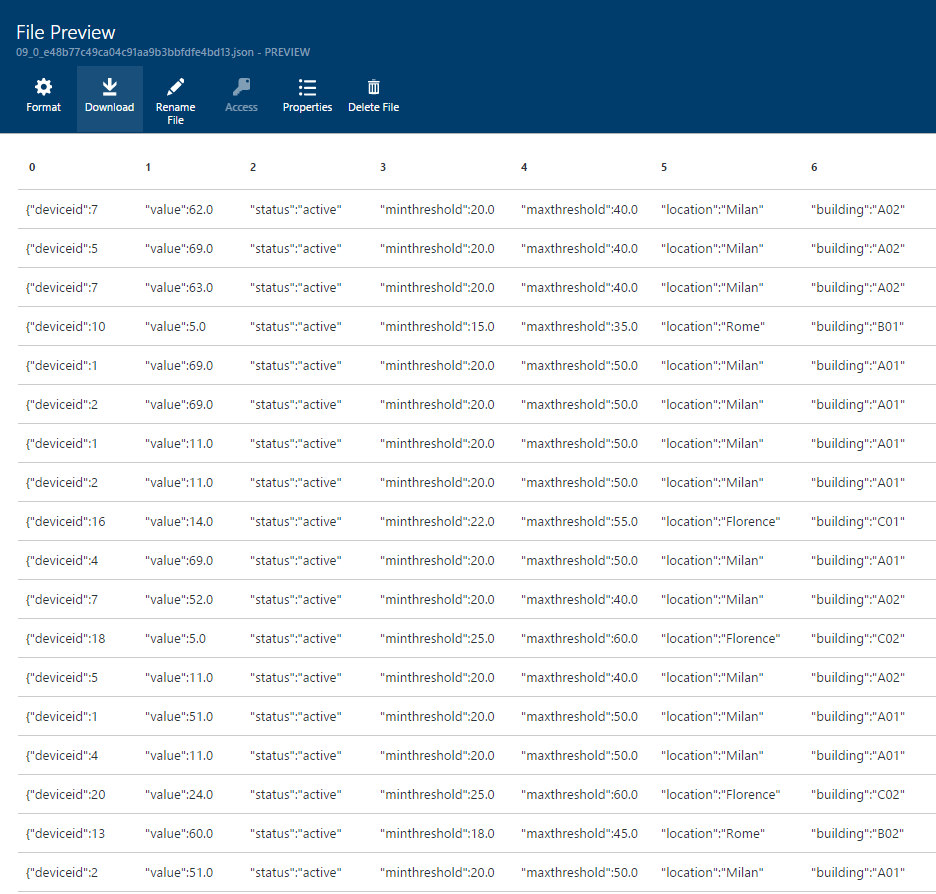 File Preview
09_0_e48b77c49ca04c91aa9b3bbfdfe4bd13.json - PREVIEW
Format Download Rename File Access Properties Delete File
0 1 2 3 4 5 6
{"deviceid":7 "value":62.0 "status":"active" "minthreshold":20.0 "maxthreshold":40.0 "location":"Milan" "building":"A02"
{"deviceid":5 "value":69.0 "status":"active" "minthreshold":20.0 "maxthreshold":40.0 "location":"Milan" "building":"A02"
{"deviceid":7 "value":63.0 "status":"active" "minthreshold":20.0 "maxthreshold":40.0 "location":"Milan" "building":"A02"
{"deviceid":10 "value":5.0 "status":"active" "minthreshold":15.0 "maxthreshold":35.0 "location":"Rome" "building":"B01"
{"deviceid":1 "value":69.0 "status":"active" "minthreshold":20.0 "maxthreshold":50.0 "location":"Milan" "building":"A01"
{"deviceid":2 "value":69.0 "status":"active" "minthreshold":20.0 "maxthreshold":50.0 "location":"Milan" "building":"A01"
{"deviceid":1 "value":11.0 "status":"active" "minthreshold":20.0 "maxthreshold":50.0 "location":"Milan" "building":"A01"
{"deviceid":2 "value":11.0 "status":"active" "minthreshold":20.0 "maxthreshold":50.0 "location":"Milan" "building":"A01"
{"deviceid":16 "value":14.0 "status":"active" "minthreshold":22.0 "maxthreshold":55.0 "location":"Florence" "building":"C01"
{"deviceid":4 "value":69.0 "status":"active" "minthreshold":20.0 "maxthreshold":50.0 "location":"Milan" "building":"A01"
{"deviceid":7 "value":52.0 "status":"active" "minthreshold":20.0 "maxthreshold":40.0 "location":"Milan" "building":"A02"
{"deviceid":18 "value":5.0 "status":"active" "minthreshold":25.0 "maxthreshold":60.0 "location":"Florence" "building":"C02"
{"deviceid":5 "value":11.0 "status":"active" "minthreshold":20.0 "maxthreshold":40.0 "location":"Milan" "building":"A02"
{"deviceid":1 "value":51.0 "status":"active" "minthreshold":20.0 "maxthreshold":50.0 "location":"Milan" "building":"A01"
{"deviceid":4 "value":11.0 "status":"active" "minthreshold":20.0 "maxthreshold":50.0 "location":"Milan" "building":"A01"
{"deviceid":20 "value":24.0 "status":"active" "minthreshold":25.0 "maxthreshold":60.0 "location":"Florence" "building":"C02"
{"deviceid":13 "value":60.0 "status":"active" "minthreshold":18.0 "maxthreshold":45.0 "location":"Rome" "building":"B02"
{"deviceid":2 "value":51.0 "status":"active" "minthreshold":20.0 "maxthreshold":50.0 "location":"Milan" "building":"A01"